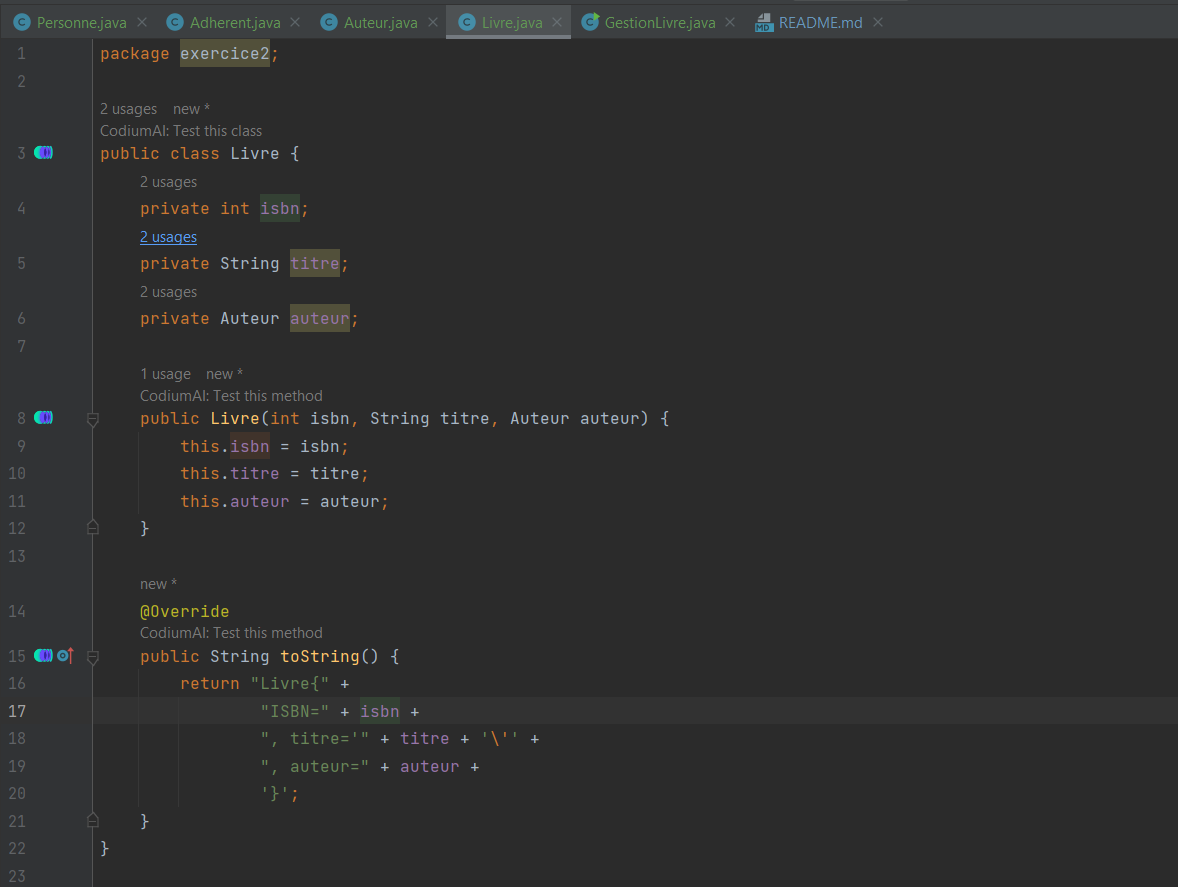 Personne.java Adherent.java Auteur.java Livre.java GestionLivre.java README.md
1 package exercice2;
2
2 usages new *
CodiumAI: Test this class
3 public class Livre {
2 usages
4 private int isbn;
2 usages
5 private String titre;
2 usages
6 private Auteur auteur;
7
1 usage new *
CodiumAI: Test this method
8 public Livre(int isbn, String titre, Auteur auteur) {
9 this.isbn = isbn;
10 this.titre = titre;
11 this.auteur = auteur;
12 }
13
new *
14 @Override
CodiumAI: Test this method
15 public String toString() {
16 return "Livre{" +
17 "ISBN=" + isbn +
18 ", titre='" + titre + '\'' +
19 ", auteur=" + auteur +
20 '}';
21 }
22 }
23